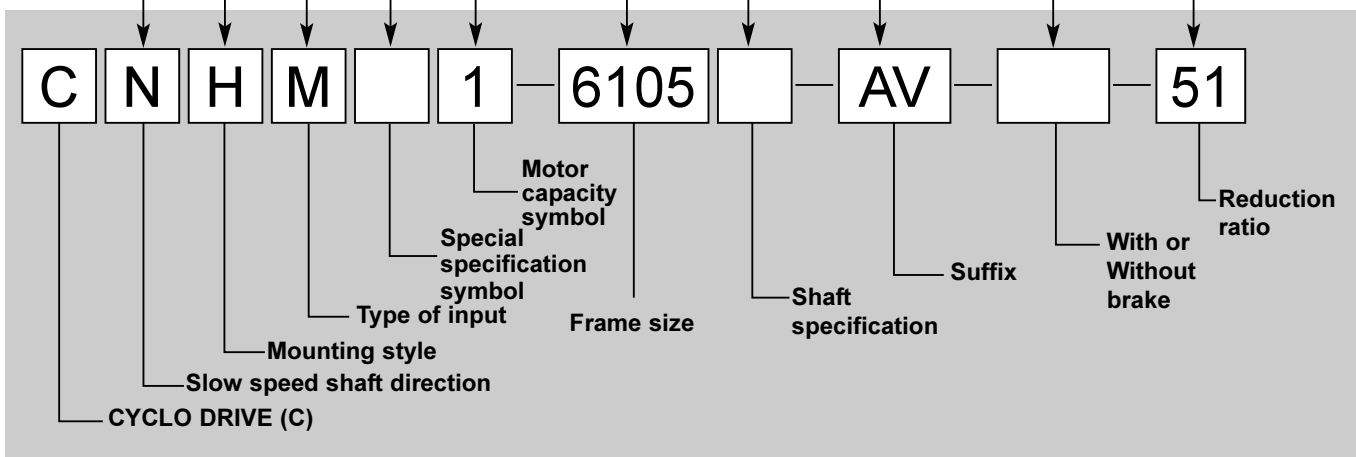 C N H M 1 — 6105 — AV — — 51
Motor
capacity
symbol
Special
specification
symbol
Type of input
Mounting style
Slow speed shaft direction
CYCLO DRIVE (C)
Frame size
Shaft
specification
Suffix
With or
Without
brake
Reduction
ratio